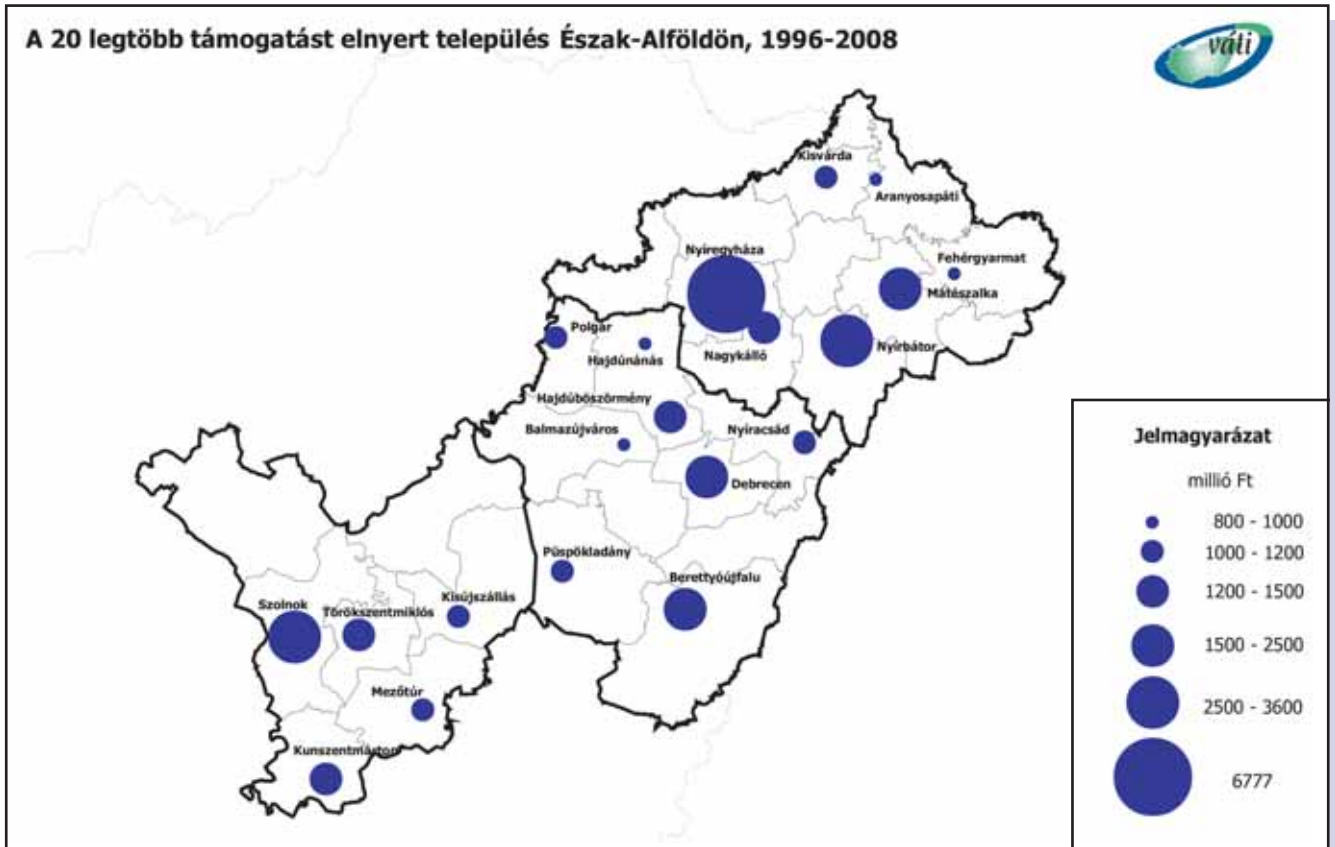 A 20 legtöbb támogatást elnyert település Észak-Alföldön, 1996-2008
váti
Kisvárda
Aranyosapáti
Nyíregyháza
Fehérgyarmat
Mátészalka
Polgár
Hajdúnánás
Nagykálló
Nyírbátor
Hajdúböszörmény
Balmazújváros
Nyíracsád
Debrecen
Püspökladány
Berettyóújfalu
Szolnok
Törökszentmiklós
Kisújszállás
Mezőtúr
Kunszentmárton
Jelmagyarázat
millió Ft
800 - 1000
1000 - 1200
1200 - 1500
1500 - 2500
2500 - 3600
6777